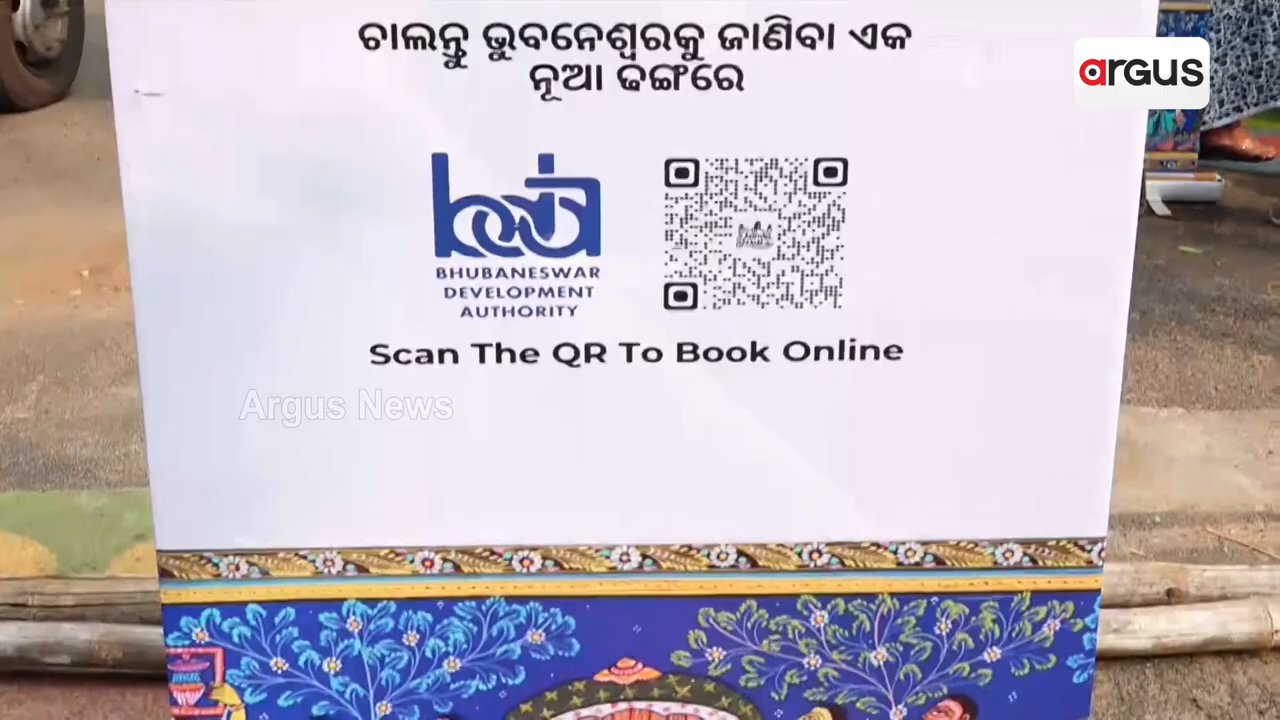 ଚାଲନ୍ତୁ ଭୁବନେଶ୍ୱରକୁ ଜାଣିବା ଏକ
ନୂଆ ଢଙ୍ଗରେ
argus
bda
BHUBANESWAR
DEVELOPMENT
AUTHORITY
Scan The QR To Book Online
Argus News